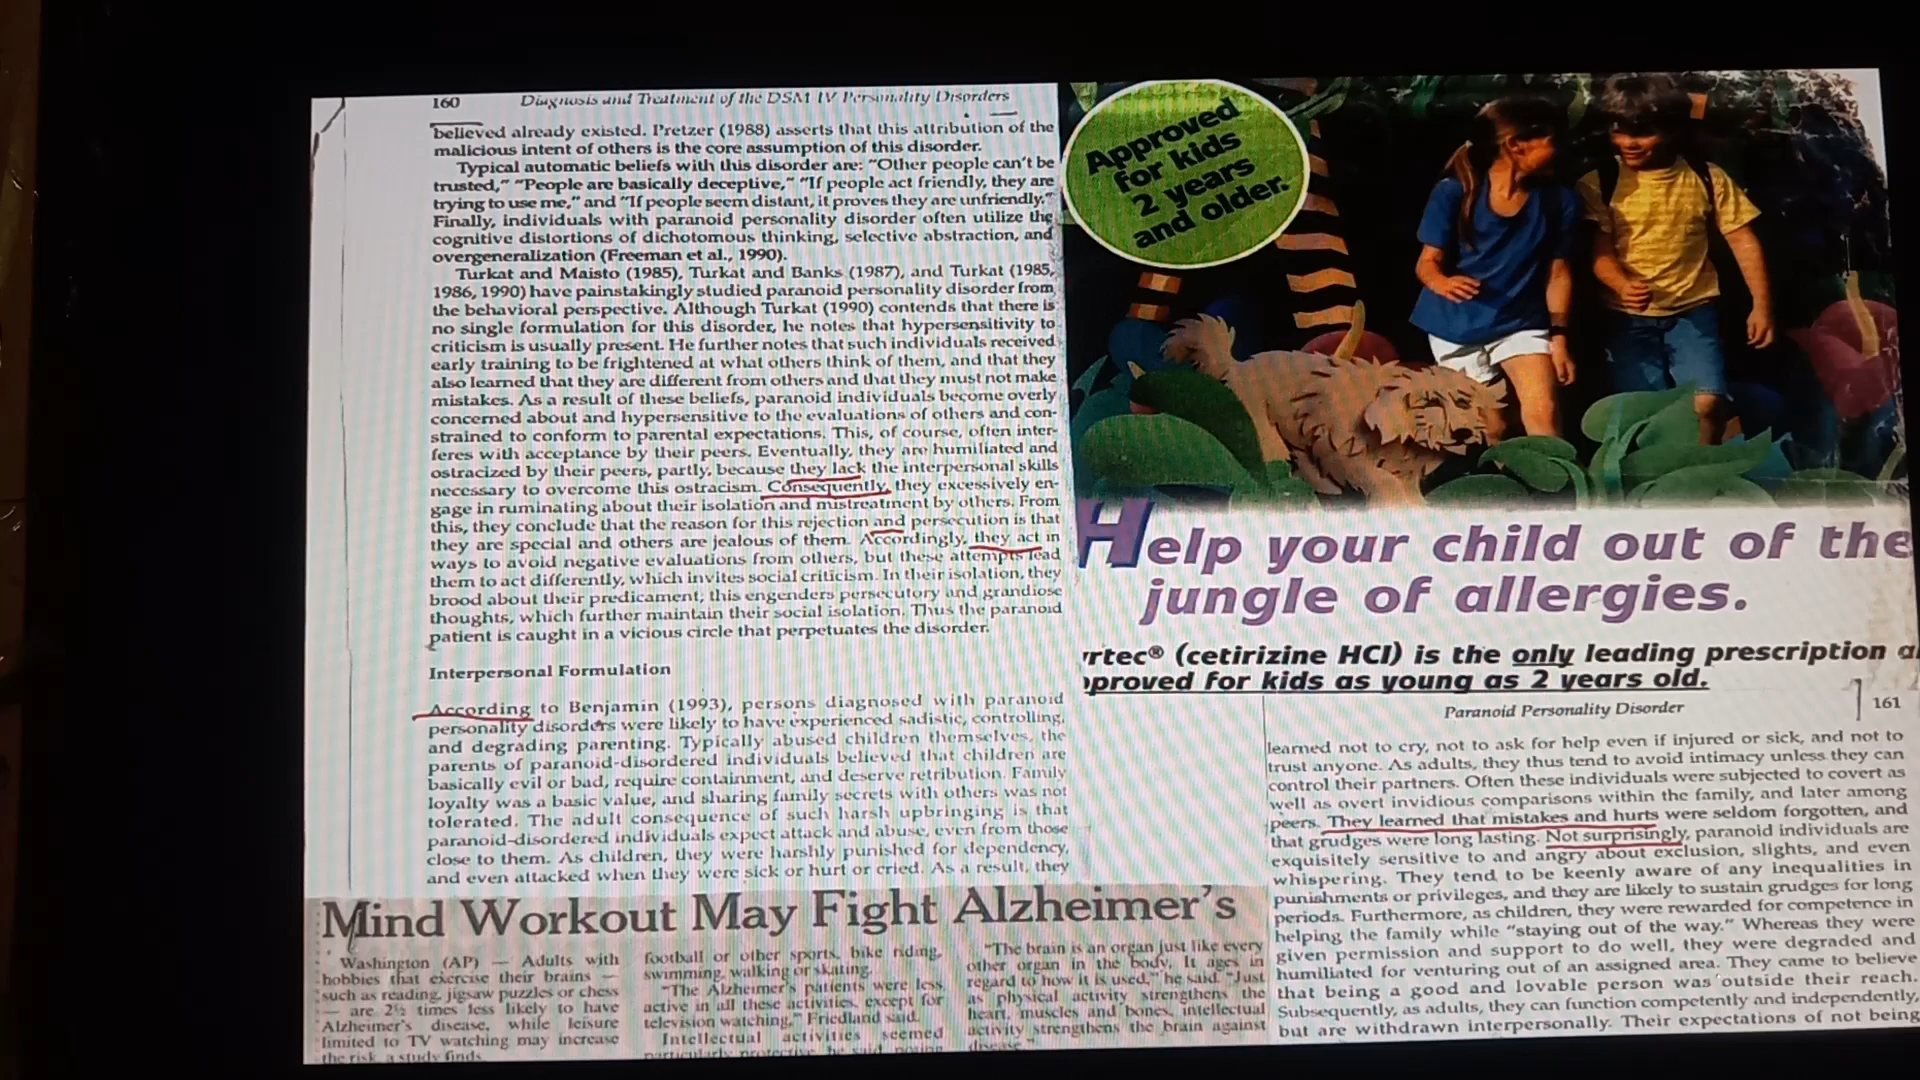 160 Diagnosis and Treatment of the DSM-IV Personality Disorders
believed already existed. Pretzer (1988) asserts that this attribution of the
malicious intent of others is the core assumption of this disorder.
Typical automatic beliefs with this disorder are: "Other people can't be
trusted," "People are basically deceptive," "If people act friendly, they are
trying to use me," and "If people seem distant, it proves they are unfriendly."
Finally, individuals with paranoid personality disorder often utilize the
cognitive distortions of dichotomous thinking, selective abstraction, and
overgeneralization (Freeman et al., 1990).
Turkat and Maisto (1985), Turkat and Banks (1987), and Turkat (1985,
1986, 1990) have painstakingly studied paranoid personality disorder from
the behavioral perspective. Although Turkat (1990) contends that there is
no single formulation for this disorder, he notes that hypersensitivity to
criticism is usually present. He further notes that such individuals received
early training to be frightened at what others think of them, and that they
also learned that they are different from others and that they must not make
mistakes. As a result of these beliefs, paranoid individuals become overly
concerned about and hypersensitive to the evaluations of others and con-
strained to conform to parental expectations. This, of course, often inter-
feres with acceptance by their peers. Eventually, they are humiliated and
ostracized by their peers, partly, because they lack the interpersonal skills
necessary to overcome this ostracism. Consequently, they excessively en-
gage in ruminating about their isolation and mistreatment by others. From
this, they conclude that the reason for this rejection and persecution is that
they are special and others are jealous of them. Accordingly, they act in
ways to avoid negative evaluations from others, but these attempts lead
them to act differently, which invites social criticism. In their isolation, they
brood about their predicament; this engenders persecutory and grandiose
thoughts, which further maintain their social isolation. Thus the paranoid
patient is caught in a vicious circle that perpetuates the disorder.
Interpersonal Formulation
According to Benjamin (1993), persons diagnosed with paranoid
personality disorders were likely to have experienced sadistic, controlling,
and degrading parenting. Typically abused children themselves, the
parents of paranoid-disordered individuals believed that children are
basically evil or bad, require containment, and deserve retribution. Family
loyalty was a basic value, and sharing family secrets with others was not
tolerated. The adult consequence of such harsh upbringing is that
paranoid-disordered individuals expect attack and abuse, even from those
close to them. As children, they were harshly punished for dependency,
and even attacked when they were sick or hurt or cried. As a result, they
Approved
for kids
2 years
and older.
Help your child out of the
jungle of allergies.
rtec® (cetirizine HCI) is the only leading prescription a
proved for kids as young as 2 years old.
Paranoid Personality Disorder 161
learned not to cry, not to ask for help even if injured or sick, and not to
trust anyone. As adults, they thus tend to avoid intimacy unless they can
control their partners. Often these individuals were subjected to covert as
well as overt invidious comparisons within the family, and later among
peers. They learned that mistakes and hurts were seldom forgotten, and
that grudges were long lasting. Not surprisingly, paranoid individuals are
exquisitely sensitive to and angry about exclusion, slights, and even
whispering. They tend to be keenly aware of any inequalities in
punishments or privileges, and they are likely to sustain grudges for long
periods. Furthermore, as children, they were rewarded for competence in
helping the family while "staying out of the way." Whereas they were
given permission and support to do well, they were degraded and
humiliated for venturing out of an assigned area. They came to believe
that being a good and lovable person was outside their reach.
Subsequently, as adults, they can function competently and independently,
but are withdrawn interpersonally. Their expectations of not being
Mind Workout May Fight Alzheimer's
Washington (AP) — Adults with
hobbies that exercise their brains —
such as reading, jigsaw puzzles or chess
— are 2½ times less likely to have
Alzheimer's disease, while leisure
limited to TV watching may increase
the risk, a study finds.
football or other sports, bike riding,
swimming, walking or skating.
"The Alzheimer's patients were less
active in all these activities, except for
television watching," Friedland said.
Intellectual activities seemed
particularly protective, he said, noting
"The brain is an organ just like every
other organ in the body. It ages in
regard to how it is used," he said. "Just
as physical activity strengthens the
heart, muscles and bones, intellectual
activity strengthens the brain against
disease."